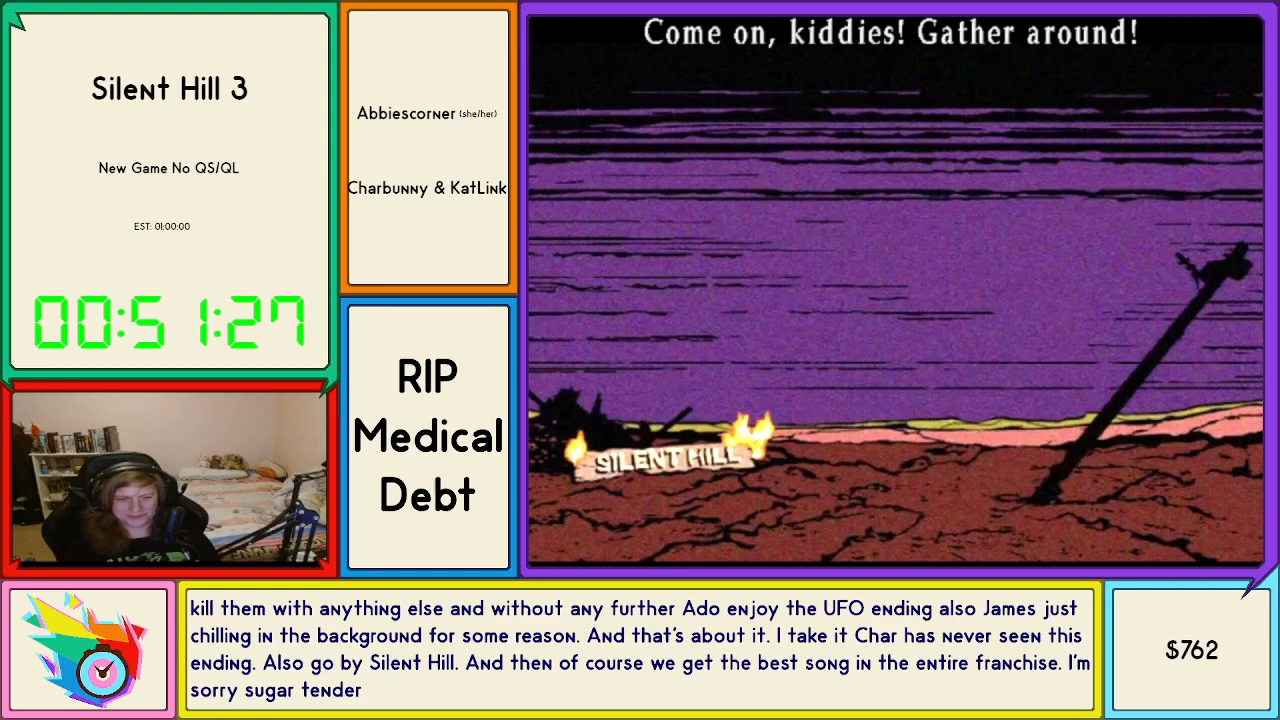 Silent Hill 3
New Game No QS/QL
EST: 01:00:00
00:51:27
Abbiescorner (she/her)
Charbunny & KatLink
RIP
Medical
Debt
Come on, kiddies! Gather around!
SILENT HILL
kill them with anything else and without any further Ado enjoy the UFO ending also James just
chilling in the background for some reason. And that's about it. I take it Char has never seen this
ending. Also go by Silent Hill. And then of course we get the best song in the entire franchise. I'm
sorry sugar tender
$762